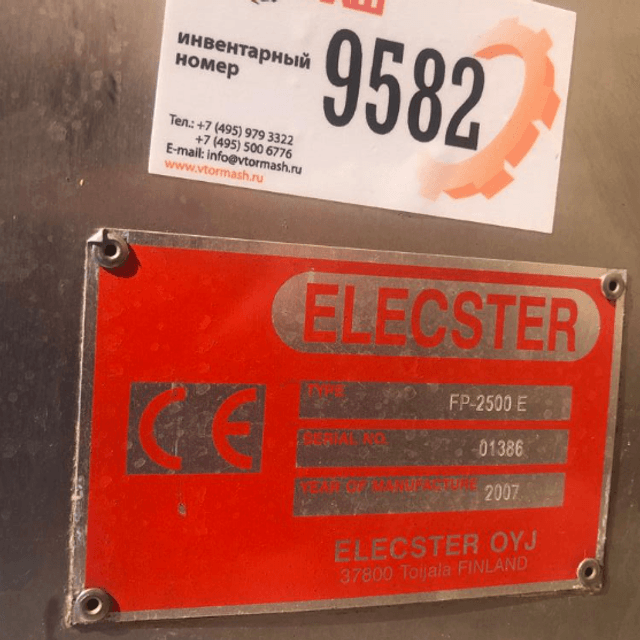 инвентарный
номер
9582
Тел.: +7 (495) 979 3322
+7 (495) 500 6776
E-mail: info@vtormash.ru
www.vtormash.ru
ELECSTER
CE
TYPE FP-2500 E
SERIAL NO. 01386
YEAR OF MANUFACTURE 2007
ELECSTER OYJ
37800 Toijala FINLAND